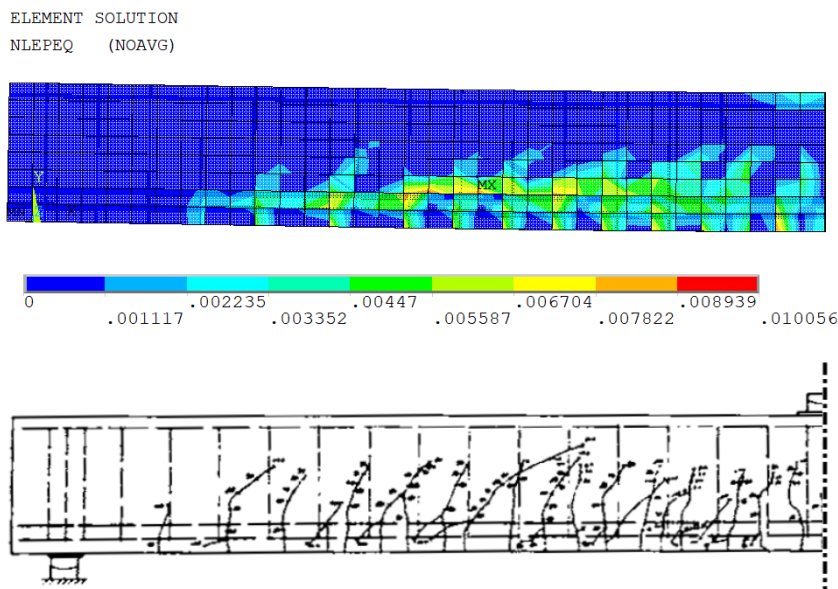 ELEMENT SOLUTION
NLEPEQ (NOAVG)
Y
MX
0 .002235 .00447 .006704 .008939
.001117 .003352 .005587 .007822 .010056